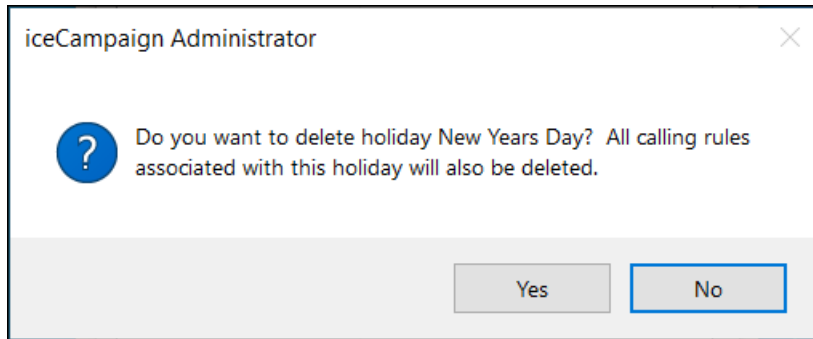 iceCampaign Administrator
?
Do you want to delete holiday New Years Day?  All calling rules
associated with this holiday will also be deleted.
Yes
No